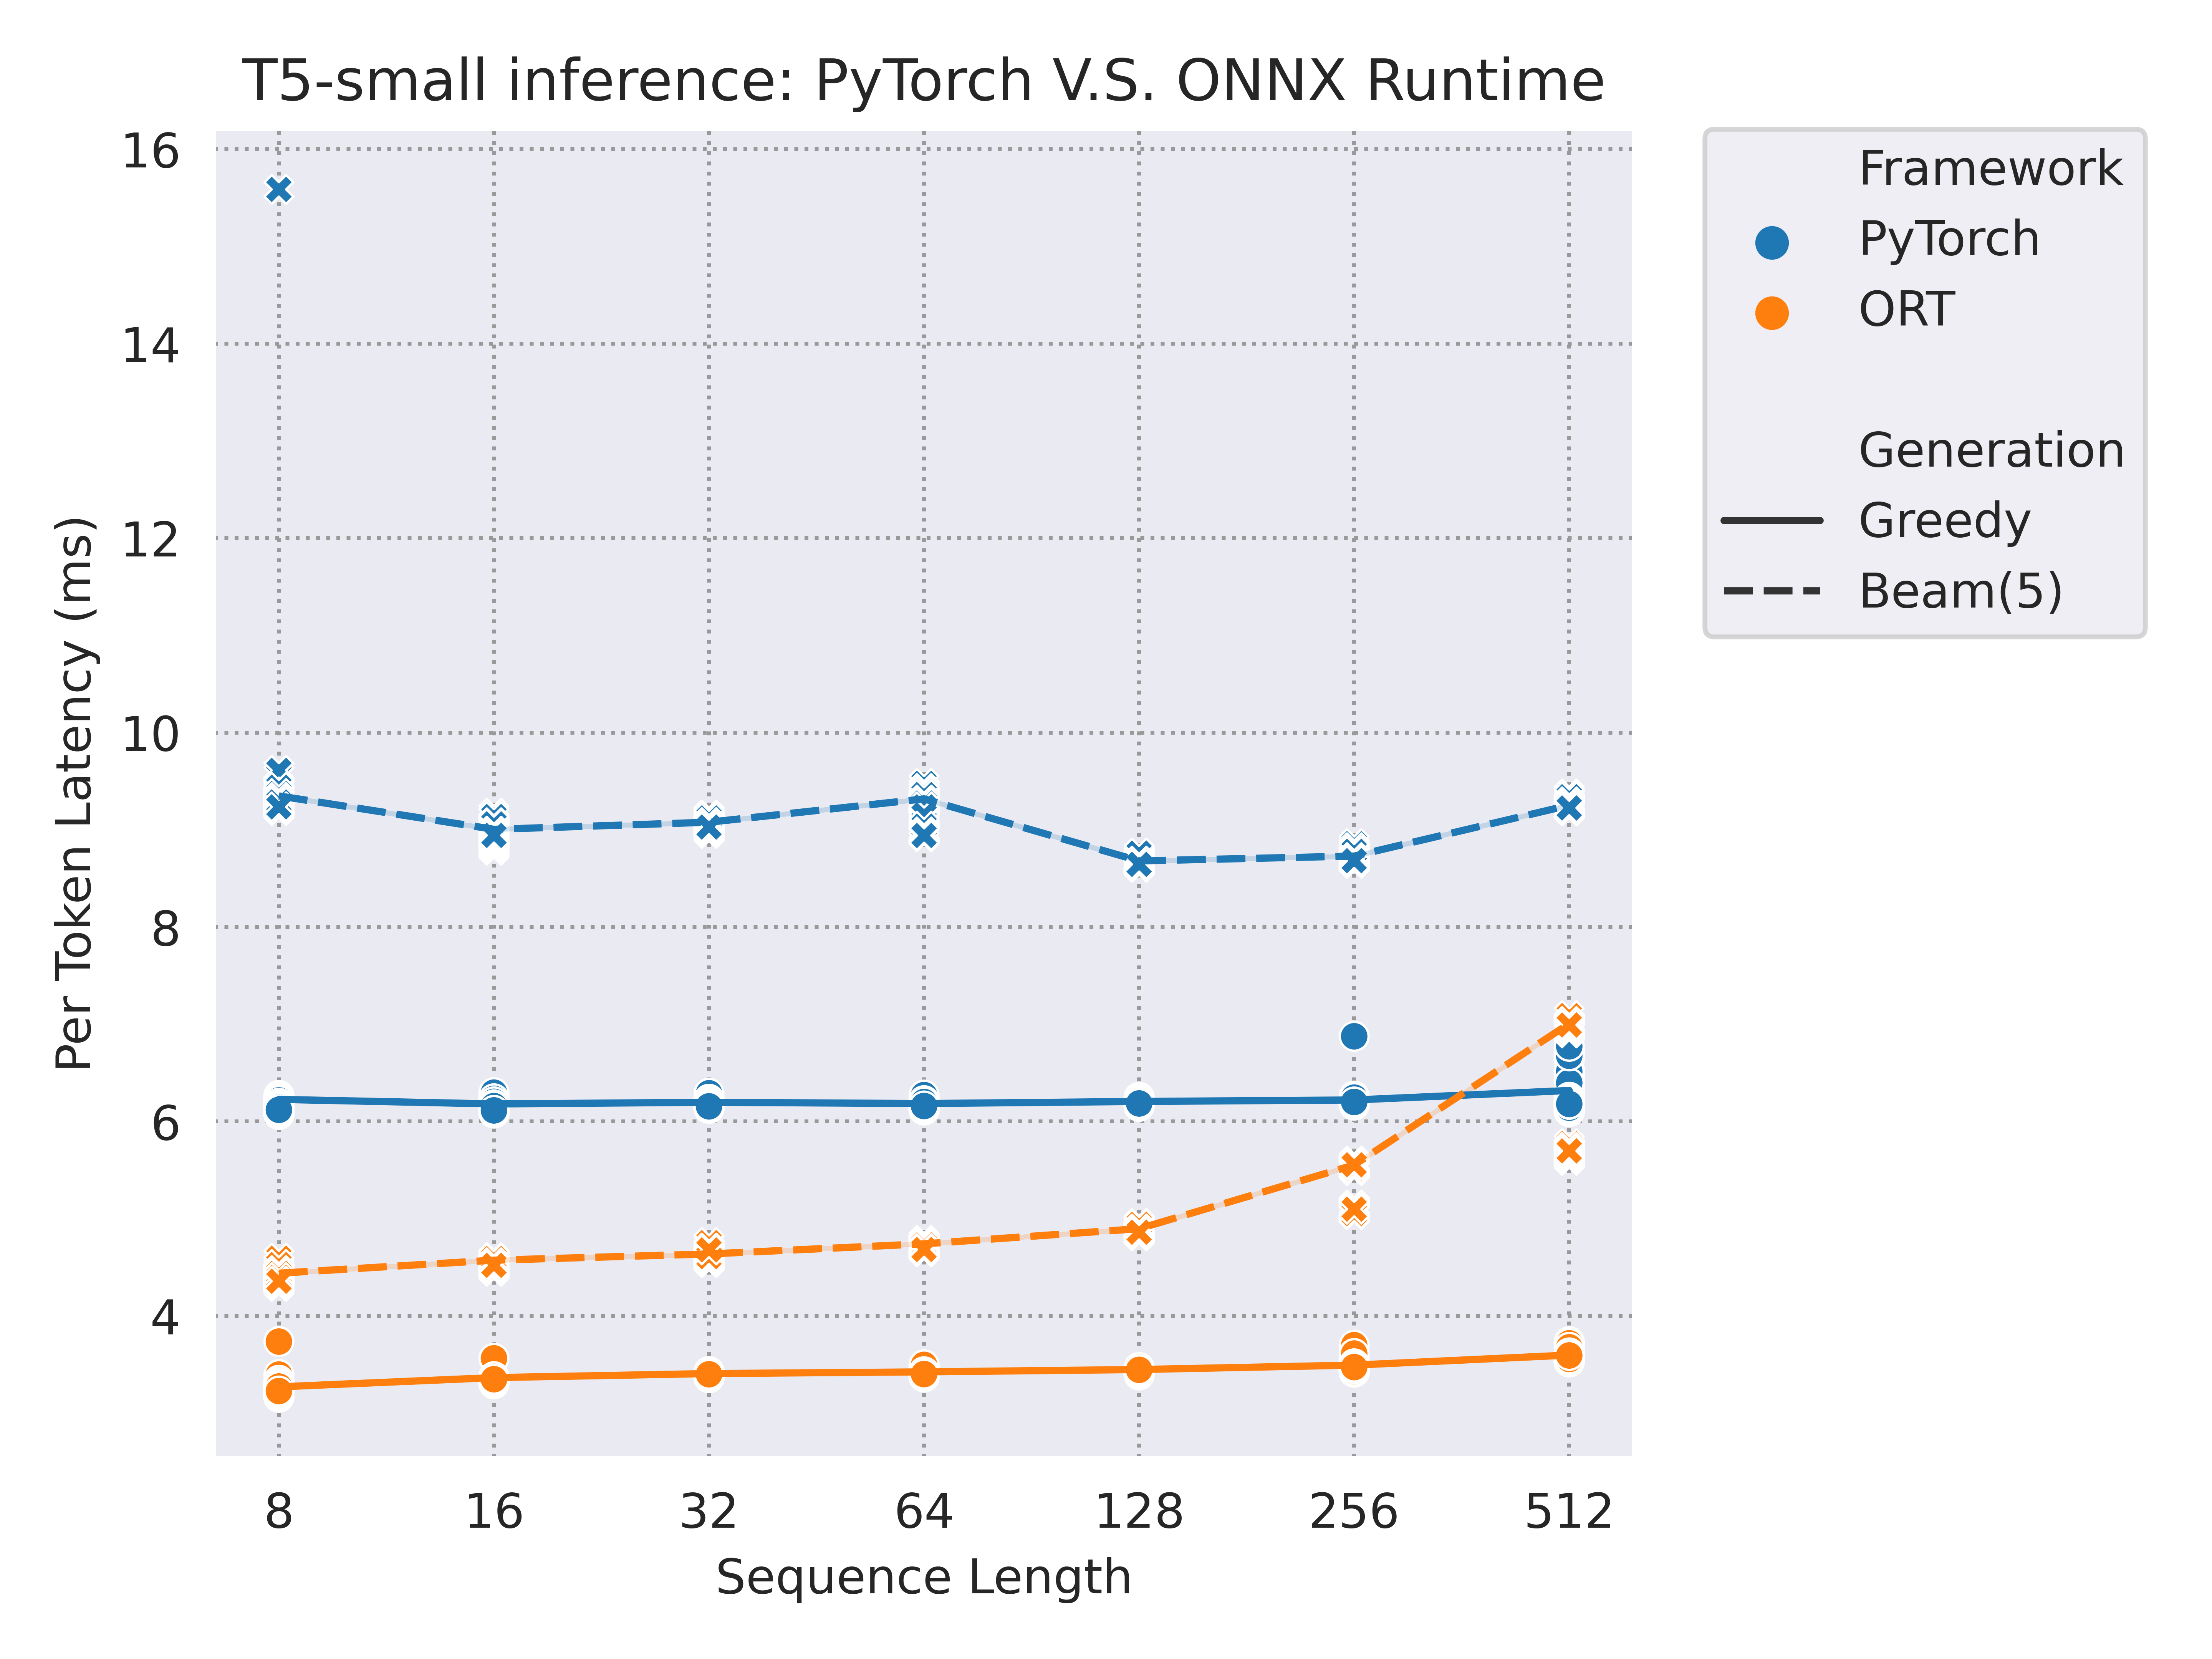 T5-small inference: PyTorch V.S. ONNX Runtime
16
14
12
10
8
6
4
Per Token Latency (ms)
8
16
32
64
128
256
512
Sequence Length
Framework
PyTorch
ORT
Generation
Greedy
Beam(5)